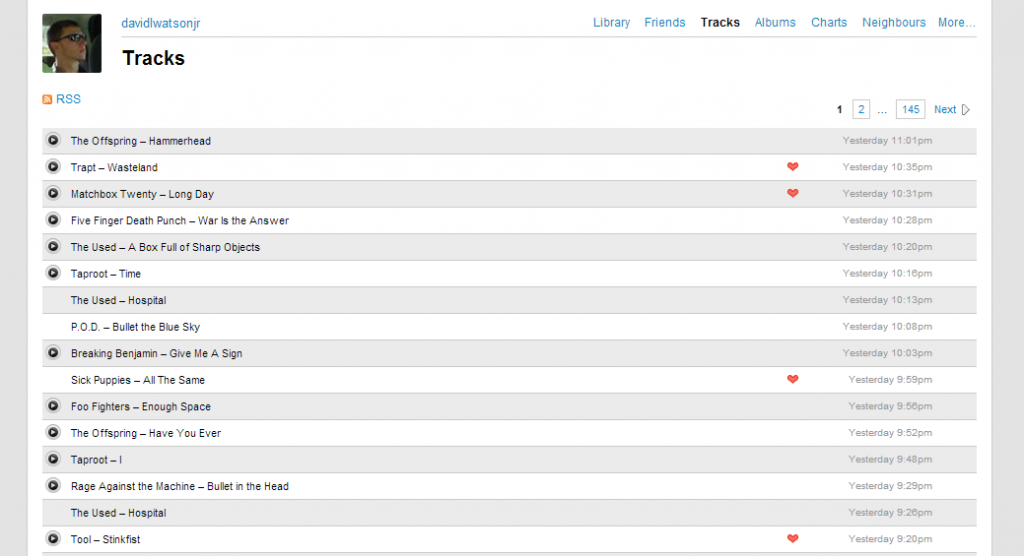 davidlwatsonjr Library Friends Tracks Albums Charts Neighbours More...
Tracks
RSS
1 2 ... 145 Next
The Offspring – Hammerhead Yesterday 11:01pm
Trapt – Wasteland Yesterday 10:35pm
Matchbox Twenty – Long Day Yesterday 10:31pm
Five Finger Death Punch – War Is the Answer Yesterday 10:28pm
The Used – A Box Full of Sharp Objects Yesterday 10:20pm
Taproot – Time Yesterday 10:16pm
The Used – Hospital Yesterday 10:13pm
P.O.D. – Bullet the Blue Sky Yesterday 10:08pm
Breaking Benjamin – Give Me A Sign Yesterday 10:03pm
Sick Puppies – All The Same Yesterday 9:59pm
Foo Fighters – Enough Space Yesterday 9:56pm
The Offspring – Have You Ever Yesterday 9:52pm
Taproot – I Yesterday 9:48pm
Rage Against the Machine – Bullet in the Head Yesterday 9:29pm
The Used – Hospital Yesterday 9:26pm
Tool – Stinkfist Yesterday 9:20pm